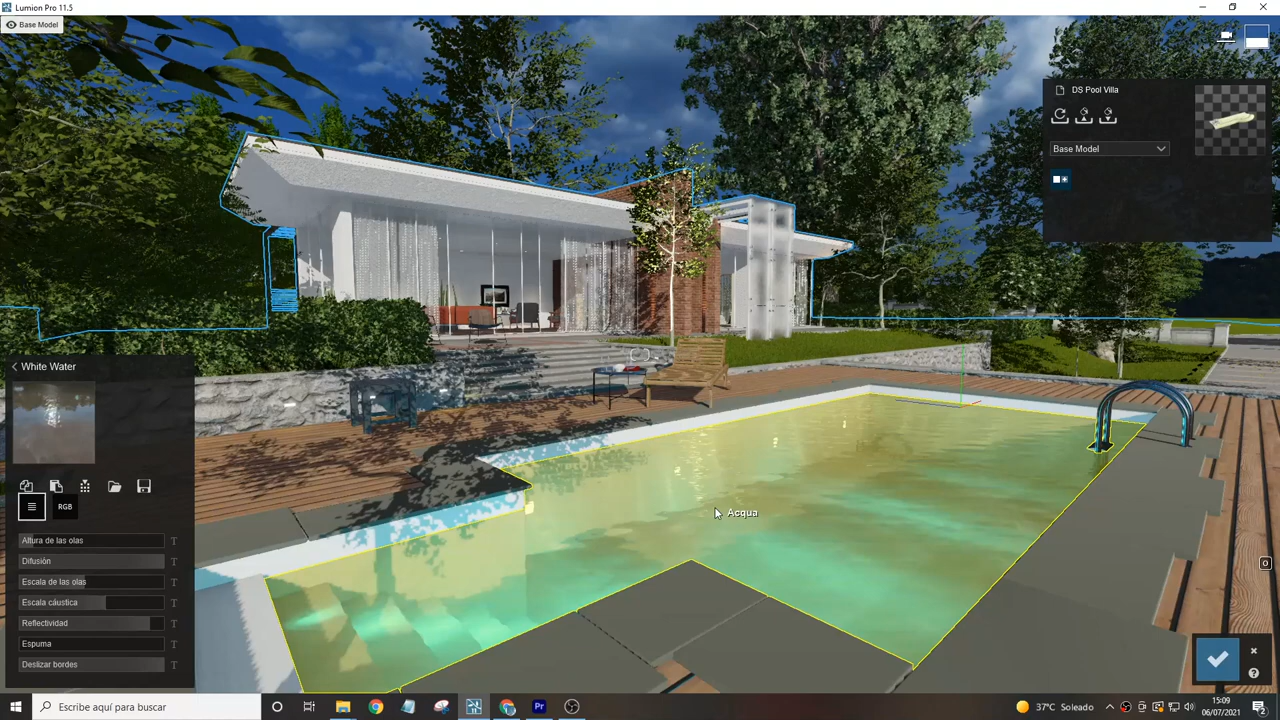 Lumion Pro 11.5
Base Model
DS Pool Villa
Base Model
White Water
RGB
Altura de las olas T
Difusión T
Escala de las olas T
Escala cáustica T
Reflectividad T
Espuma T
Deslizar bordes T
Acqua
O
?
Escribe aquí para buscar
Pr
37°C Soleado
15:09
06/07/2021
2